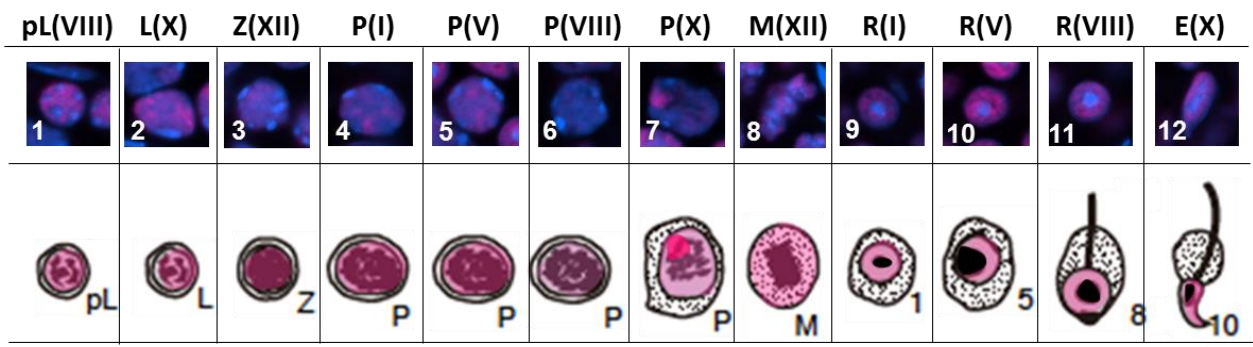 pL(VIII) L(X) Z(XII) P(I) P(V) P(VIII) P(X) M(XII) R(I) R(V) R(VIII) E(X)
1 2 3 4 5 6 7 8 9 10 11 12
pL L Z P P P P M 1 5 8 10